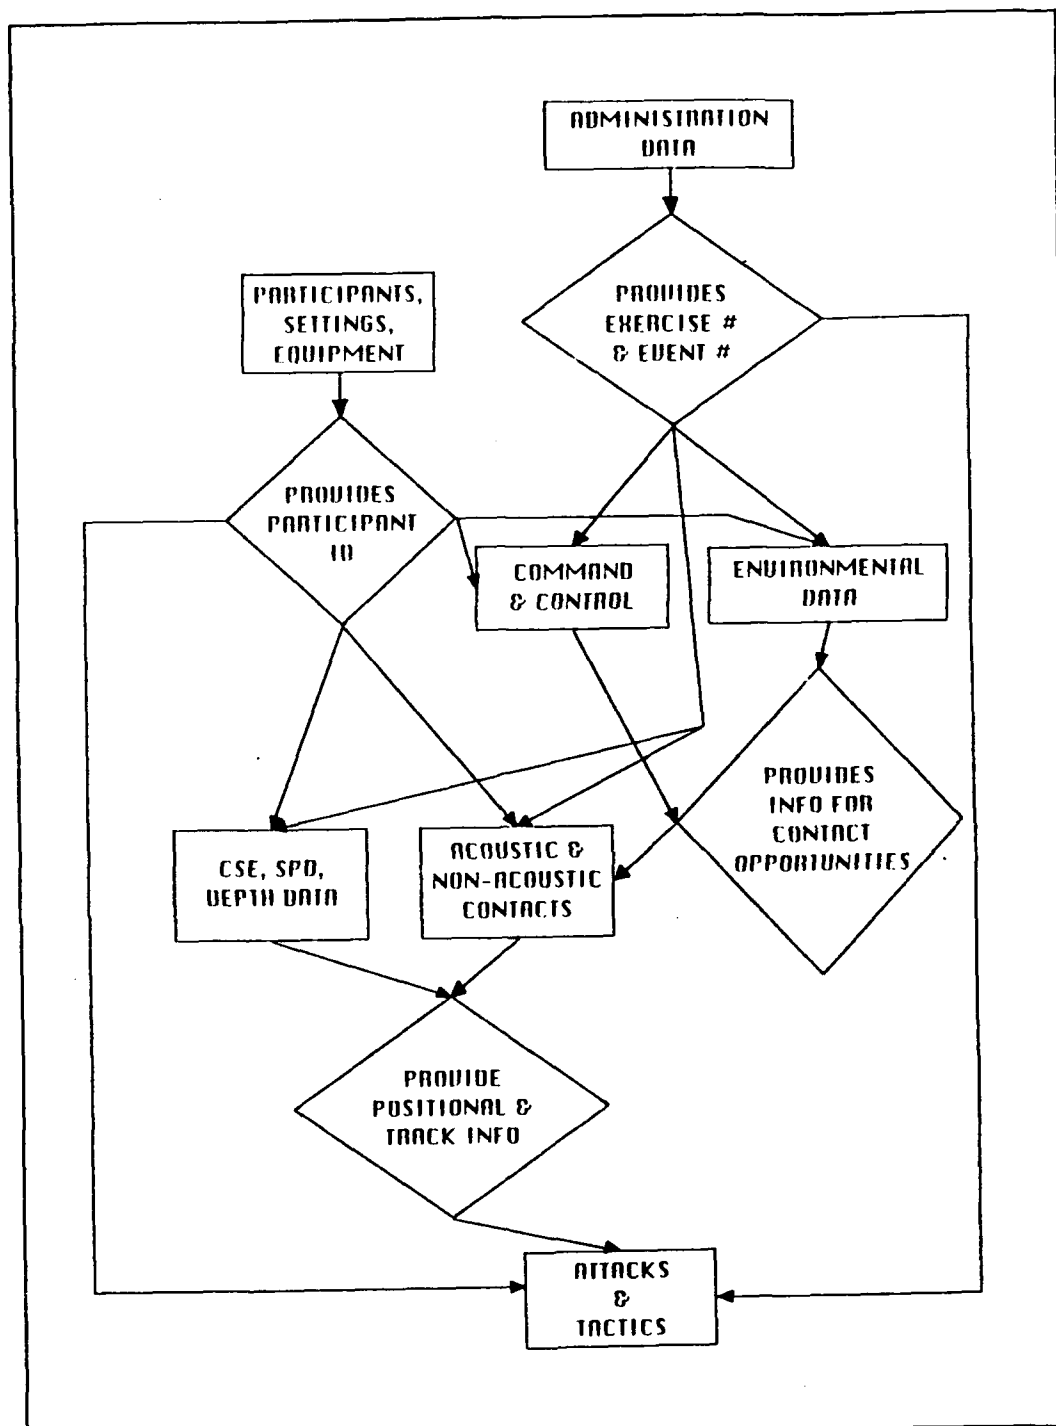 ADMINISTRATION
DATA
PROVIDES
EXERCISE #
& EVENT #
PARTICIPANTS,
SETTINGS,
EQUIPMENT
PROVIDES
PARTICIPANT
ID
COMMAND
& CONTROL
ENVIRONMENTAL
DATA
PROVIDES
INFO FOR
CONTACT
OPPORTUNITIES
CSE, SPD,
DEPTH DATA
ACOUSTIC &
NON-ACOUSTIC
CONTACTS
PROVIDE
POSITIONAL &
TRACK INFO
ATTACKS
&
TACTICS